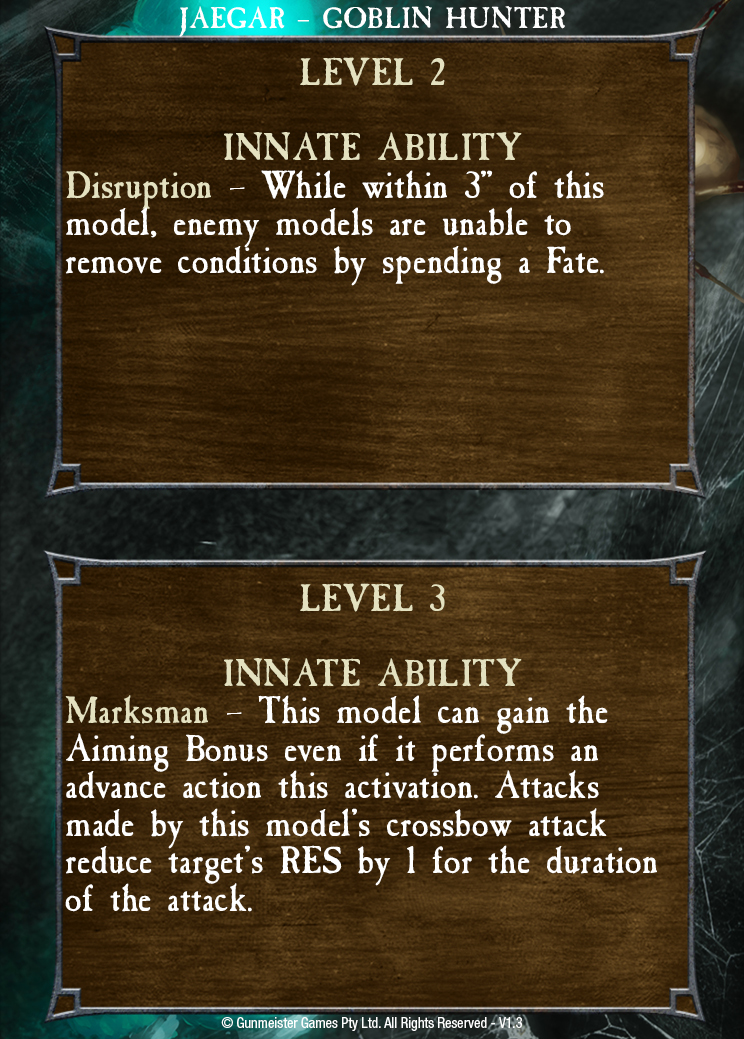 JAEGAR – GOBLIN HUNTER
LEVEL 2
INNATE ABILITY
Disruption – While within 3" of this
model, enemy models are unable to
remove conditions by spending a Fate.
LEVEL 3
INNATE ABILITY
Marksman – This model can gain the
Aiming Bonus even if it performs an
advance action this activation. Attacks
made by this model's crossbow attack
reduce target's RES by 1 for the duration
of the attack.
© Gunmeister Games Pty Ltd. All Rights Reserved - V1.3